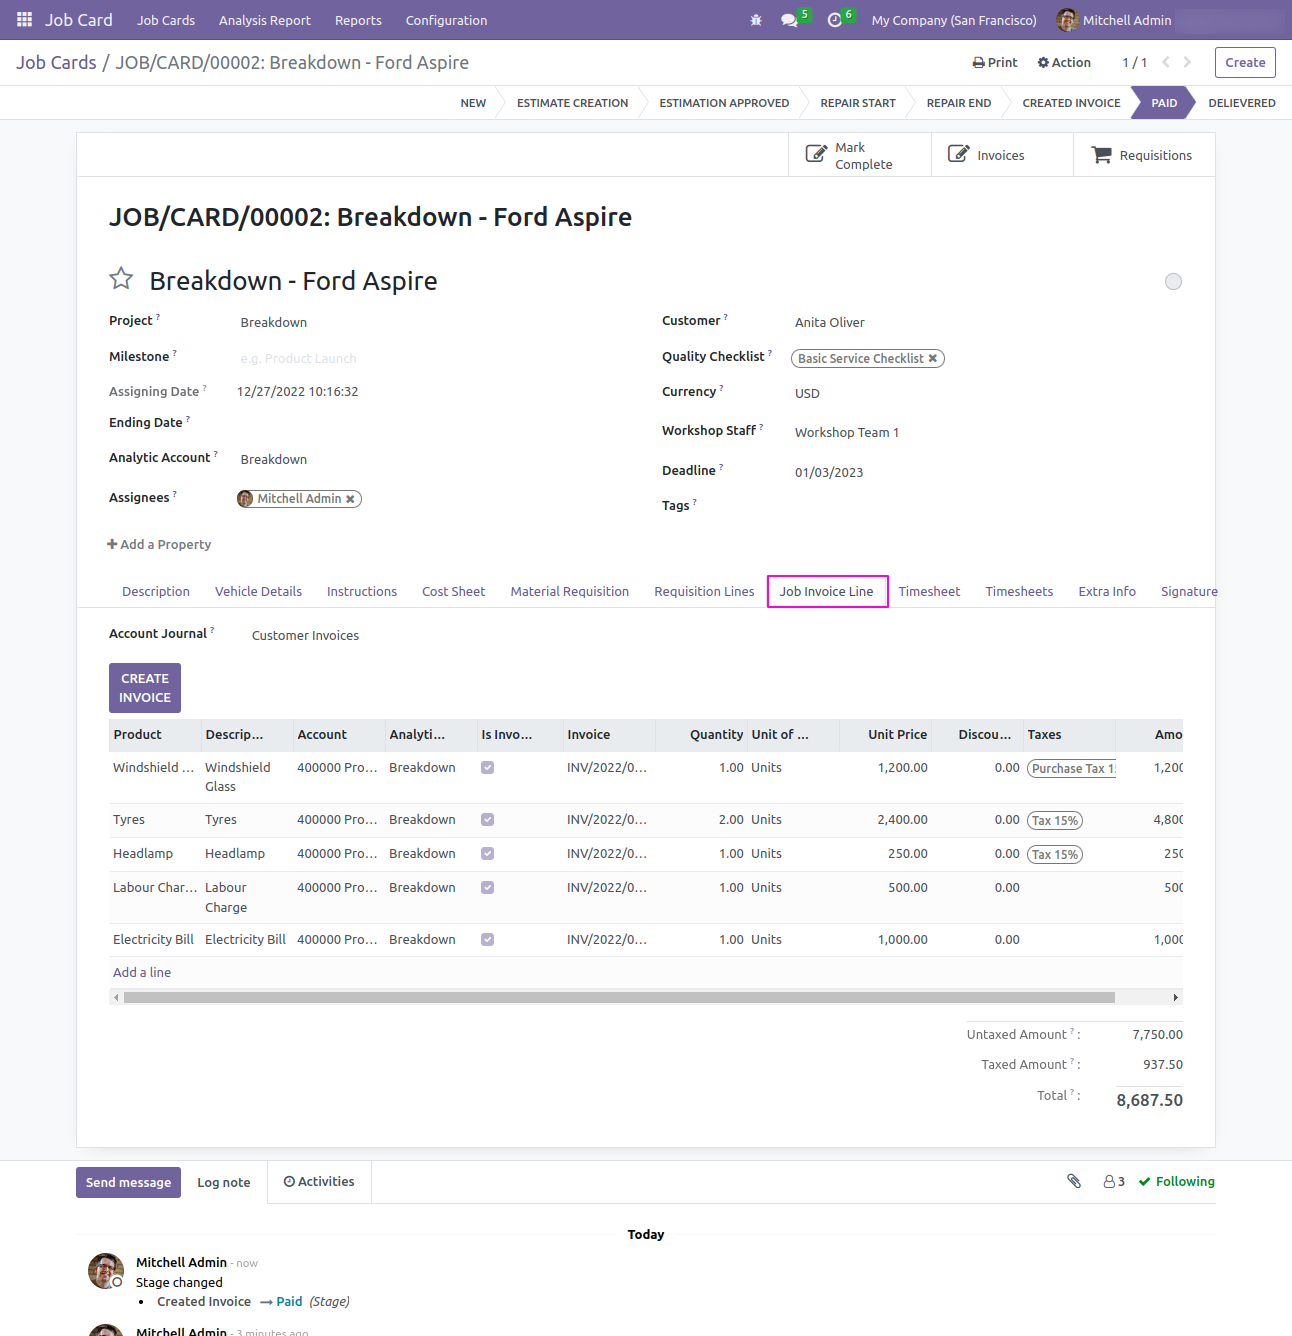 Job Card Job Cards Analysis Report Reports Configuration 5 6 My Company (San Francisco) Mitchell Admin
Job Cards / JOB/CARD/00002: Breakdown - Ford Aspire Print Action 1 / 1 Create
NEW ESTIMATE CREATION ESTIMATION APPROVED REPAIR START REPAIR END CREATED INVOICE PAID DELIEVERED
Mark Complete Invoices Requisitions
JOB/CARD/00002: Breakdown - Ford Aspire
Breakdown - Ford Aspire
Project ? Breakdown Customer ? Anita Oliver
Milestone ? e.g. Product Launch Quality Checklist ? Basic Service Checklist ✖
Assigning Date ? 12/27/2022 10:16:32 Currency ? USD
Ending Date ? Workshop Staff ? Workshop Team 1
Analytic Account ? Breakdown Deadline ? 01/03/2023
Assignees ? Mitchell Admin ✖ Tags ?
+ Add a Property
Description Vehicle Details Instructions Cost Sheet Material Requisition Requisition Lines Job Invoice Line Timesheet Timesheets Extra Info Signature
Account Journal ? Customer Invoices
CREATE
INVOICE
Product Descrip... Account Analyti... Is Invo... Invoice Quantity Unit of ... Unit Price Discou... Taxes Amo
Windshield ... Windshield Glass 400000 Pro... Breakdown INV/2022/0... 1.00 Units 1,200.00 0.00 Purchase Tax 1 1,200
Tyres Tyres 400000 Pro... Breakdown INV/2022/0... 2.00 Units 2,400.00 0.00 Tax 15% 4,800
Headlamp Headlamp 400000 Pro... Breakdown INV/2022/0... 1.00 Units 250.00 0.00 Tax 15% 250
Labour Char... Labour Charge 400000 Pro... Breakdown INV/2022/0... 1.00 Units 500.00 0.00 500
Electricity Bill Electricity Bill 400000 Pro... Breakdown INV/2022/0... 1.00 Units 1,000.00 0.00 1,000
Add a line
Untaxed Amount ? : 7,750.00
Taxed Amount ? : 937.50
Total ? : 8,687.50
Send message Log note Activities 3 Following
Today
Mitchell Admin - now
Stage changed
• Created Invoice → Paid (Stage)
Mitchell Admin - 3 minutes ago